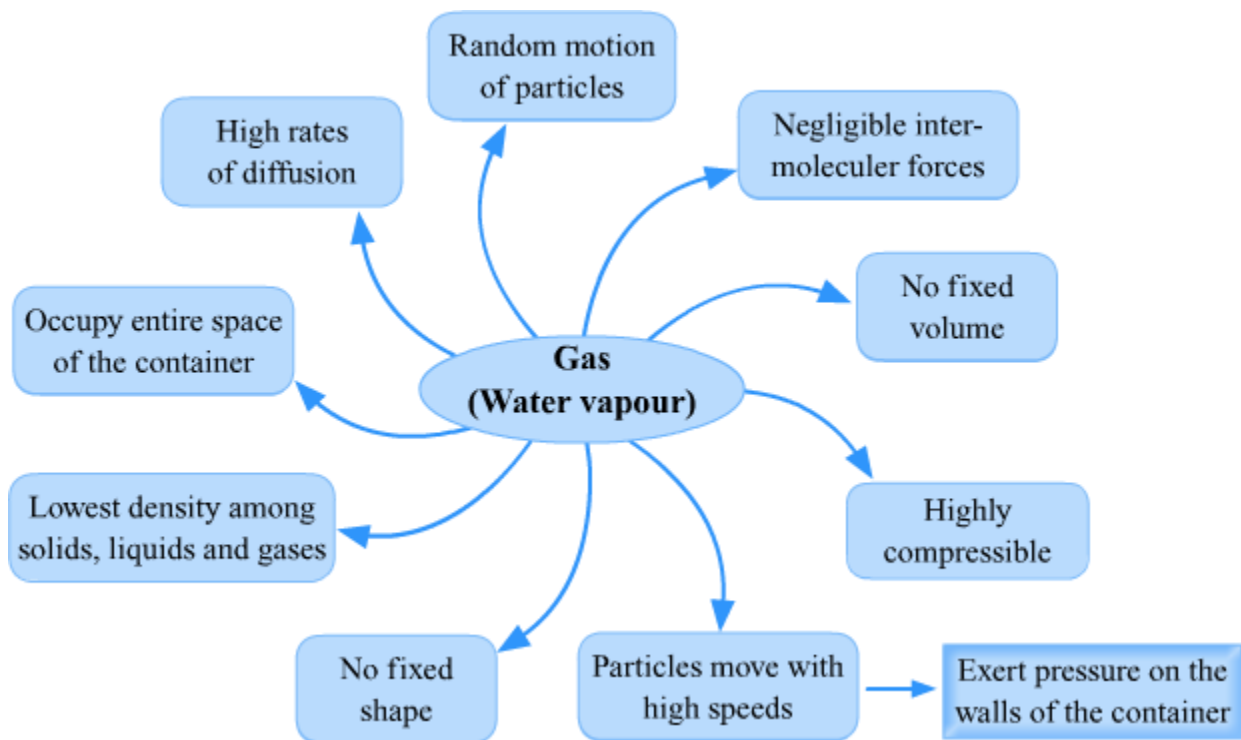 Random motion
of particles
High rates
of diffusion
Negligible inter-
moleculer forces
No fixed
volume
Occupy entire space
of the container
Gas
(Water vapour)
Lowest density among
solids, liquids and gases
Highly
compressible
No fixed
shape
Particles move with
high speeds
Exert pressure on the
walls of the container